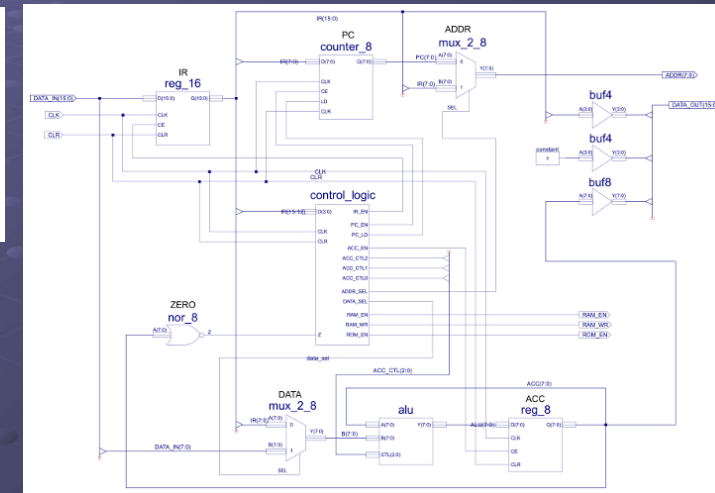 IR(15:0)
PC
counter_8
ADDR
mux_2_8
IR
reg_16
IR(7:0)
D(7:0)
Q(7:0)
PC(7:0)
A(7:0)
0
Y(7:0)
ADDR(7:0)
CLK
CE
LD
CLR
IR(7:0)
B(7:0)
1
SEL
DATA_IN(15:0)
D(15:0)
Q(15:0)
CLK
CLK
CE
CLR
CLR
buf4
A(3:0)
Y(3:0)
constant
buf4
A(3:0)
Y(3:0)
buf8
A(7:0)
Y(7:0)
CLK
CLR
control_logic
D(3:0)
IR_EN
PC_EN
PC_LD
CLK
CLR
ACC_EN
ACC_CTL2
ACC_CTL1
ACC_CTL0
ADDR_SEL
DATA_SEL
RAM_EN
RAM_WR
ROM_EN
Z
RAM_EN
RAM_WR
ROM_EN
ZERO
nor_8
A(7:0)
Z
data_sel
ACC_CTL(2:0)
DATA
mux_2_8
IR(7:0)
A(7:0)
0
Y(7:0)
B(7:0)
DATA_IN(7:0)
B(7:0)
1
SEL
alu
A(7:0)
Y(7:0)
B(7:0)
CTL(2:0)
ACC(7:0)
ACC
reg_8
D(7:0)
Q(7:0)
CLK
CE
CLR